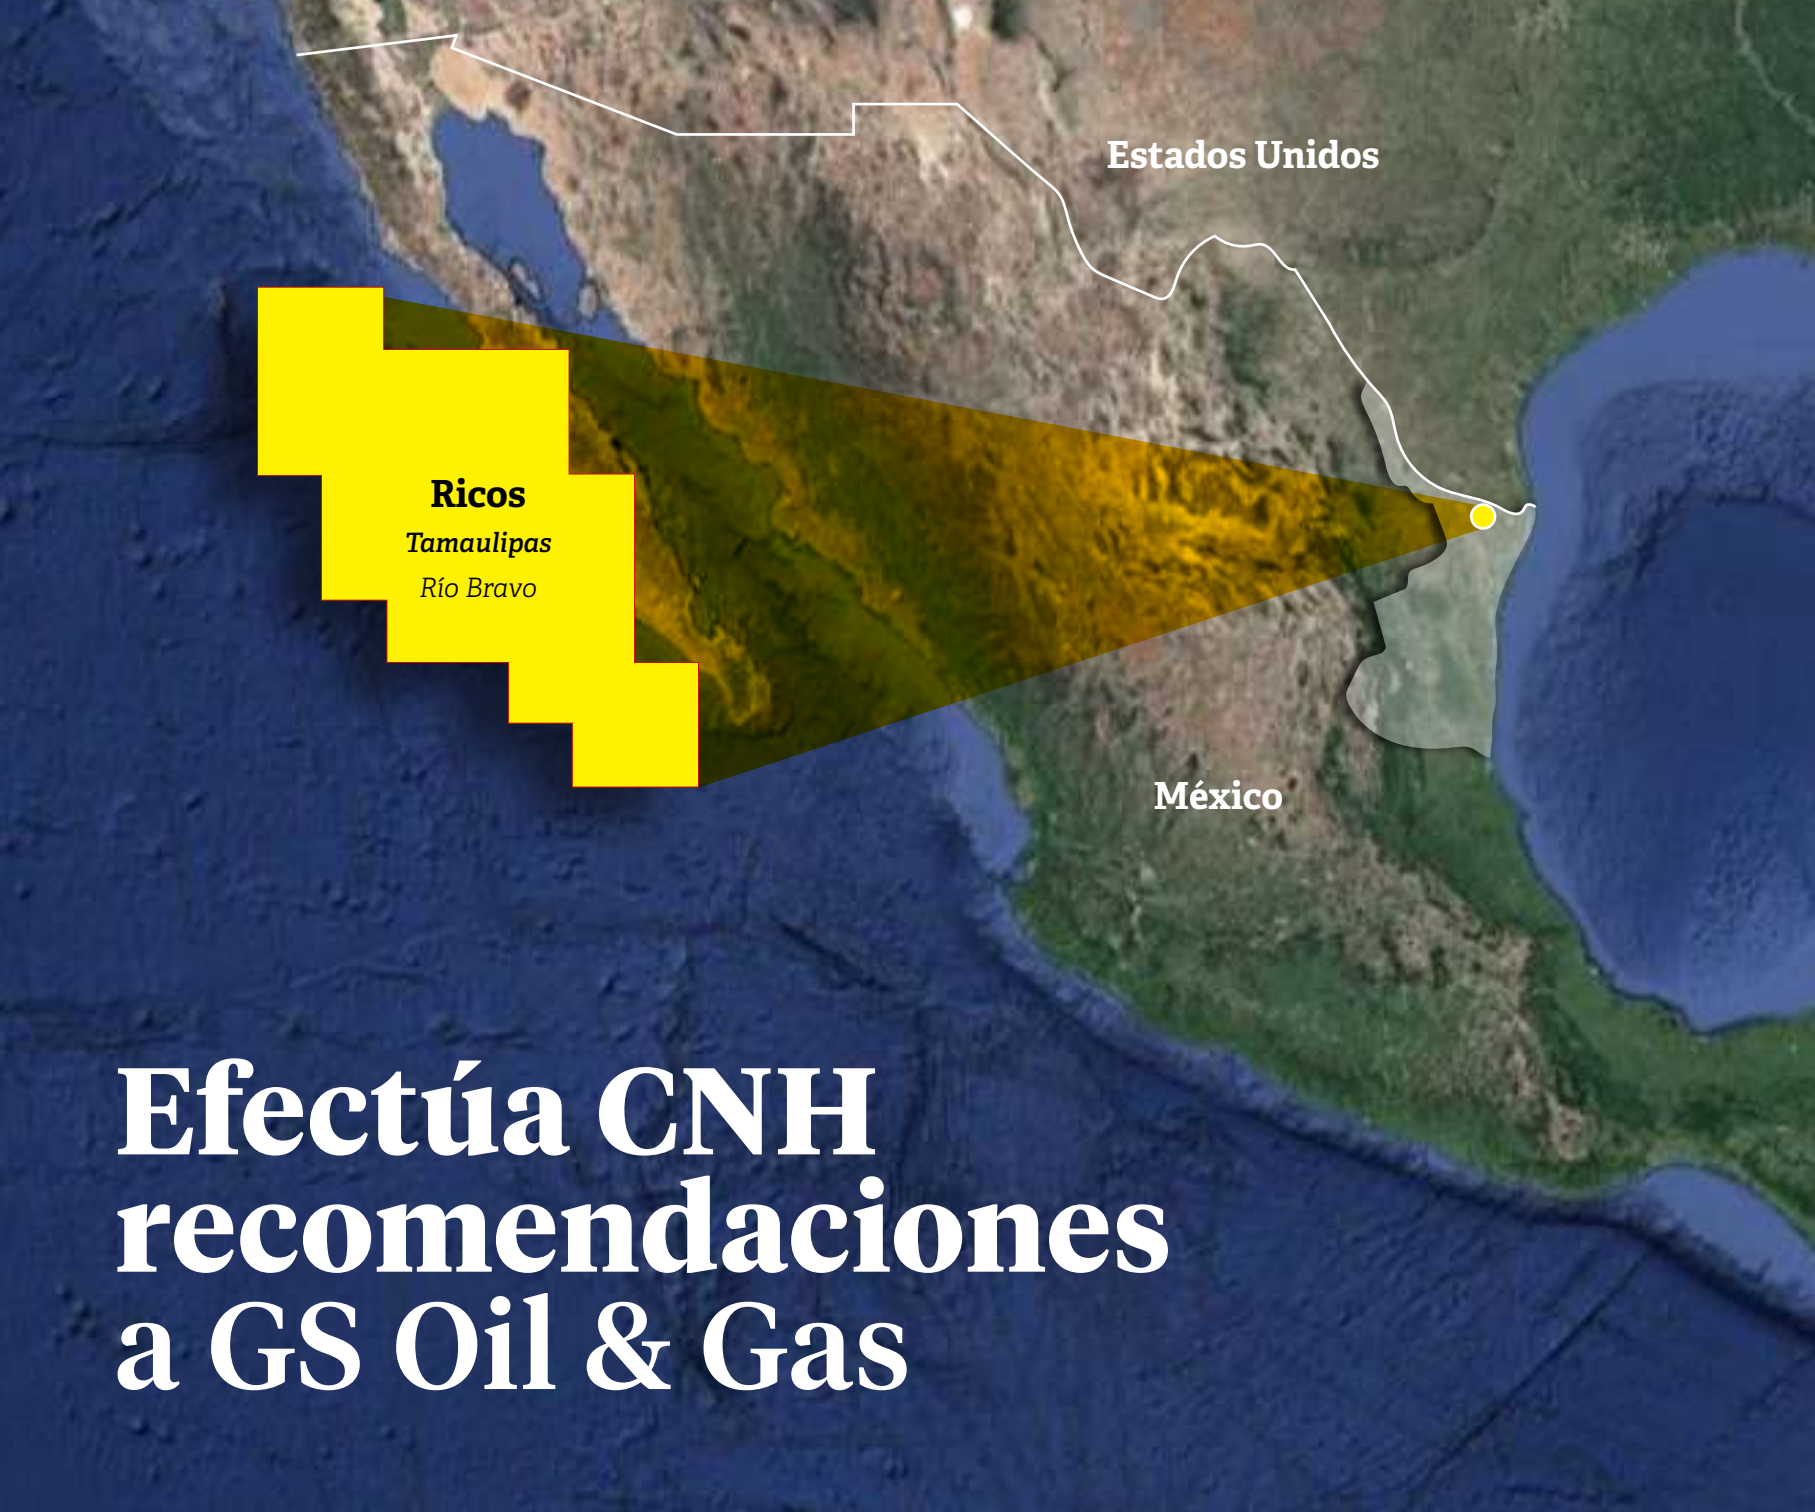 Estados Unidos
Ricos
Tamaulipas
Río Bravo
México
Efectúa CNH
recomendaciones
a GS Oil & Gas